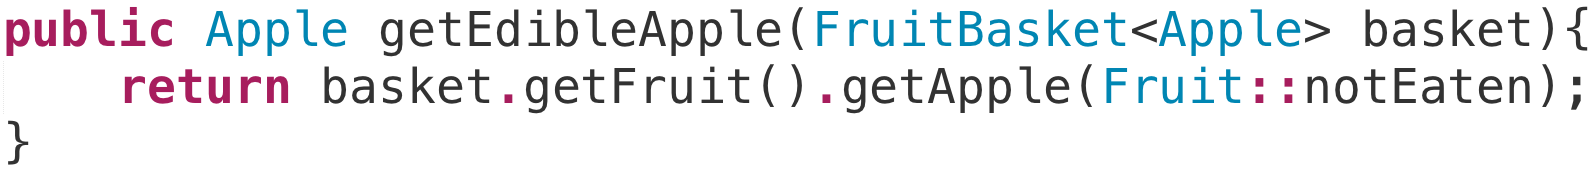 public Apple getEdibleApple(FruitBasket<Apple> basket){
    return basket.getFruit().getApple(Fruit::notEaten);
}